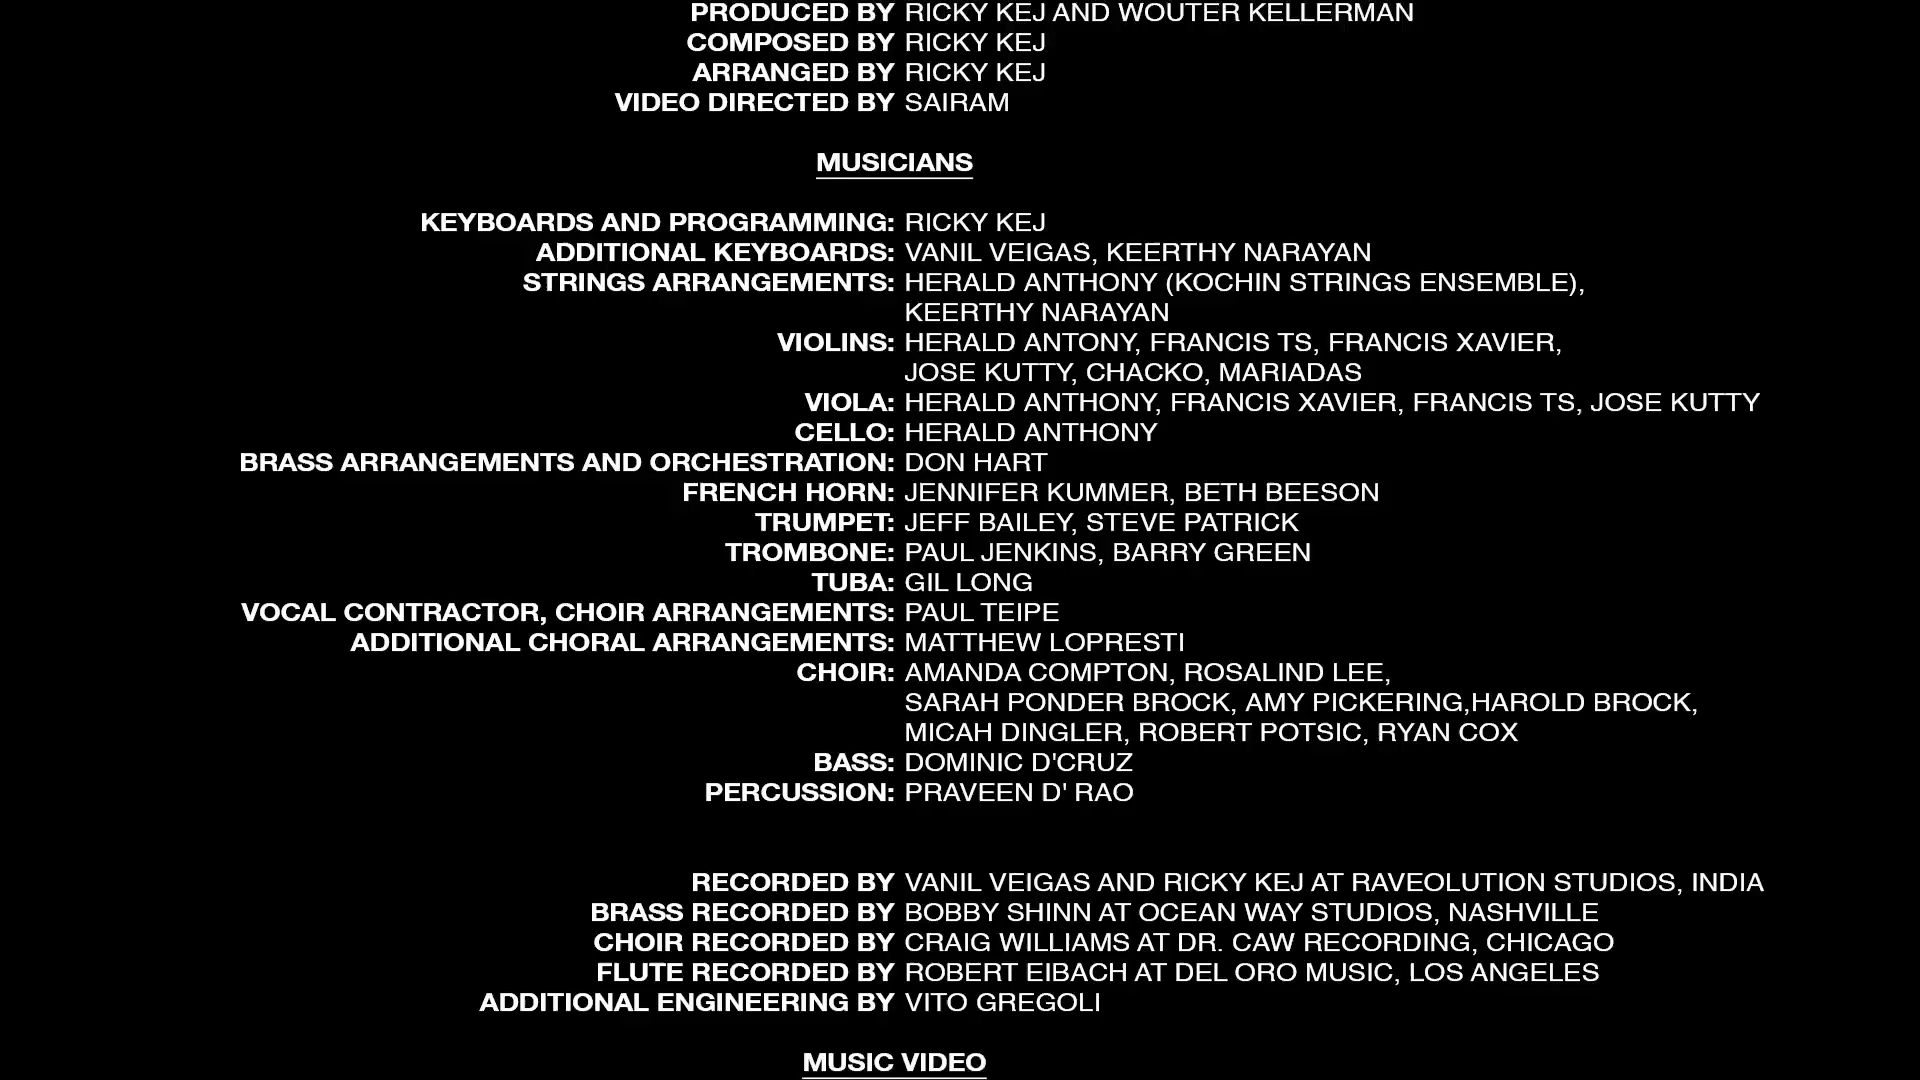 PRODUCED BY RICKY KEJ AND WOUTER KELLERMAN
COMPOSED BY RICKY KEJ
ARRANGED BY RICKY KEJ
VIDEO DIRECTED BY SAIRAM
MUSICIANS
KEYBOARDS AND PROGRAMMING: RICKY KEJ
ADDITIONAL KEYBOARDS: VANIL VEIGAS, KEERTHY NARAYAN
STRINGS ARRANGEMENTS: HERALD ANTHONY (KOCHIN STRINGS ENSEMBLE),
KEERTHY NARAYAN
VIOLINS: HERALD ANTONY, FRANCIS TS, FRANCIS XAVIER,
JOSE KUTTY, CHACKO, MARIADAS
VIOLA: HERALD ANTHONY, FRANCIS XAVIER, FRANCIS TS, JOSE KUTTY
CELLO: HERALD ANTHONY
BRASS ARRANGEMENTS AND ORCHESTRATION: DON HART
FRENCH HORN: JENNIFER KUMMER, BETH BEESON
TRUMPET: JEFF BAILEY, STEVE PATRICK
TROMBONE: PAUL JENKINS, BARRY GREEN
TUBA: GIL LONG
VOCAL CONTRACTOR, CHOIR ARRANGEMENTS: PAUL TEIPE
ADDITIONAL CHORAL ARRANGEMENTS: MATTHEW LOPRESTI
CHOIR: AMANDA COMPTON, ROSALIND LEE,
SARAH PONDER BROCK, AMY PICKERING,HAROLD BROCK,
MICAH DINGLER, ROBERT POTSIC, RYAN COX
BASS: DOMINIC D'CRUZ
PERCUSSION: PRAVEEN D' RAO
RECORDED BY VANIL VEIGAS AND RICKY KEJ AT RAVEOLUTION STUDIOS, INDIA
BRASS RECORDED BY BOBBY SHINN AT OCEAN WAY STUDIOS, NASHVILLE
CHOIR RECORDED BY CRAIG WILLIAMS AT DR. CAW RECORDING, CHICAGO
FLUTE RECORDED BY ROBERT EIBACH AT DEL ORO MUSIC, LOS ANGELES
ADDITIONAL ENGINEERING BY VITO GREGOLI
MUSIC VIDEO